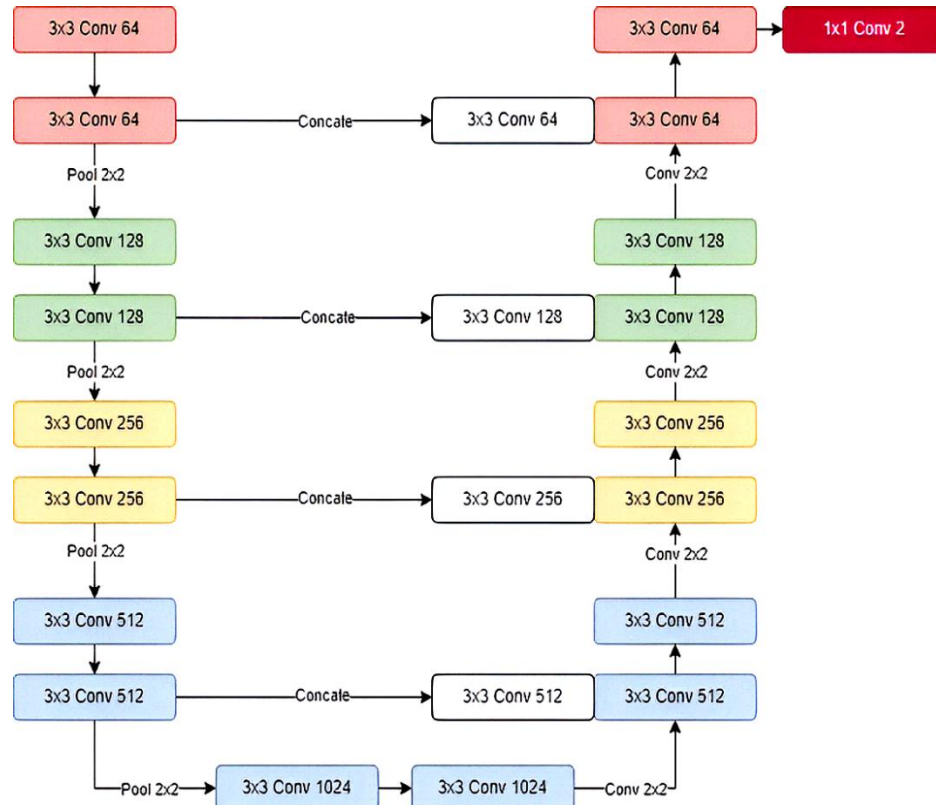 3x3 Conv 64
3x3 Conv 64
1x1 Conv 2
3x3 Conv 64
Concate
3x3 Conv 64
3x3 Conv 64
Pool 2x2
Conv 2x2
3x3 Conv 128
3x3 Conv 128
3x3 Conv 128
Concate
3x3 Conv 128
3x3 Conv 128
Pool 2x2
Conv 2x2
3x3 Conv 256
3x3 Conv 256
3x3 Conv 256
Concate
3x3 Conv 256
3x3 Conv 256
Pool 2x2
Conv 2x2
3x3 Conv 512
3x3 Conv 512
3x3 Conv 512
Concate
3x3 Conv 512
3x3 Conv 512
Pool 2x2
3x3 Conv 1024
3x3 Conv 1024
Conv 2x2